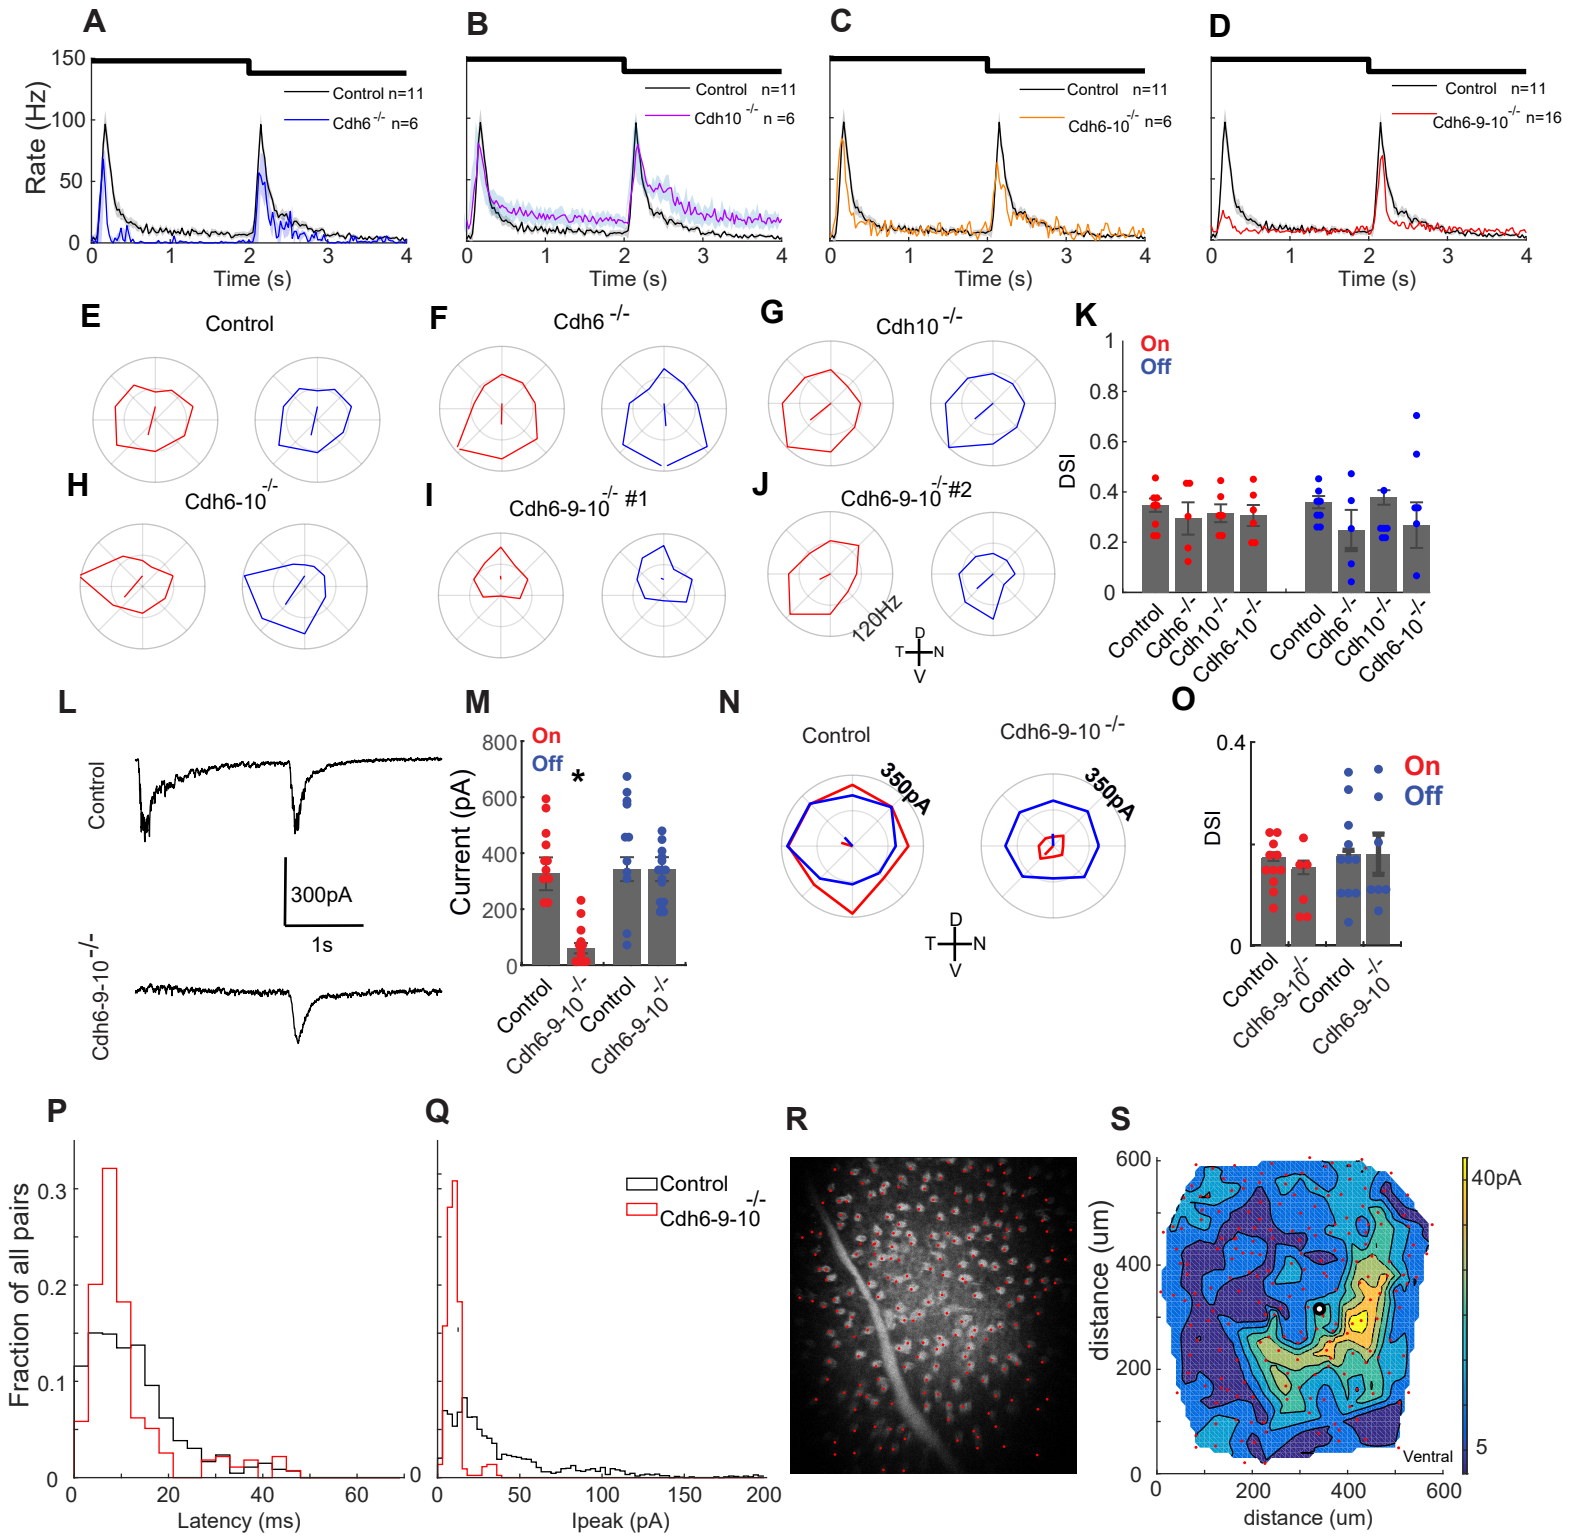 A
B
C
D
150
100
50
0
Rate (Hz)
Control n=11
Cdh6 -/- n=6
0 1 2 3 4
Time (s)
Control n=11
Cdh10 -/- n =6
0 1 2 3 4
Time (s)
Control n=11
Cdh6-10 -/- n=6
0 1 2 3 4
Time (s)
Control n=11
Cdh6-9-10 -/- n=16
0 1 2 3 4
Time (s)
E
Control
F
Cdh6 -/-
G
Cdh10 -/-
H
Cdh6-10 -/-
I
Cdh6-9-10 -/- #1
J
Cdh6-9-10 -/- #2
120Hz
D
T N
V
K
On
Off
1
0.8
0.6
0.4
0.2
0
DSI
Control
Cdh6 -/-
Cdh10 -/-
Cdh6-10 -/-
Control
Cdh6 -/-
Cdh10 -/-
Cdh6-10 -/-
L
Control
300pA
1s
Cdh6-9-10 -/-
M
On
Off
*
800
600
400
200
0
Current (pA)
Control
Cdh6-9-10 -/-
Control
Cdh6-9-10 -/-
N
Control
350pA
Cdh6-9-10 -/-
350pA
D
T N
V
O
0.4
0
DSI
On
Off
Control
Cdh6-9-10 -/-
Control
Cdh6-9-10 -/-
P
0.3
0.2
0.1
0
Fraction of all pairs
0 20 40 60
Latency (ms)
Q
Control
Cdh6-9-10 -/-
0
0 50 100 150 200
Ipeak (pA)
R
S
600
400
200
0
distance (um)
0 200 400 600
distance (um)
Ventral
40pA
5